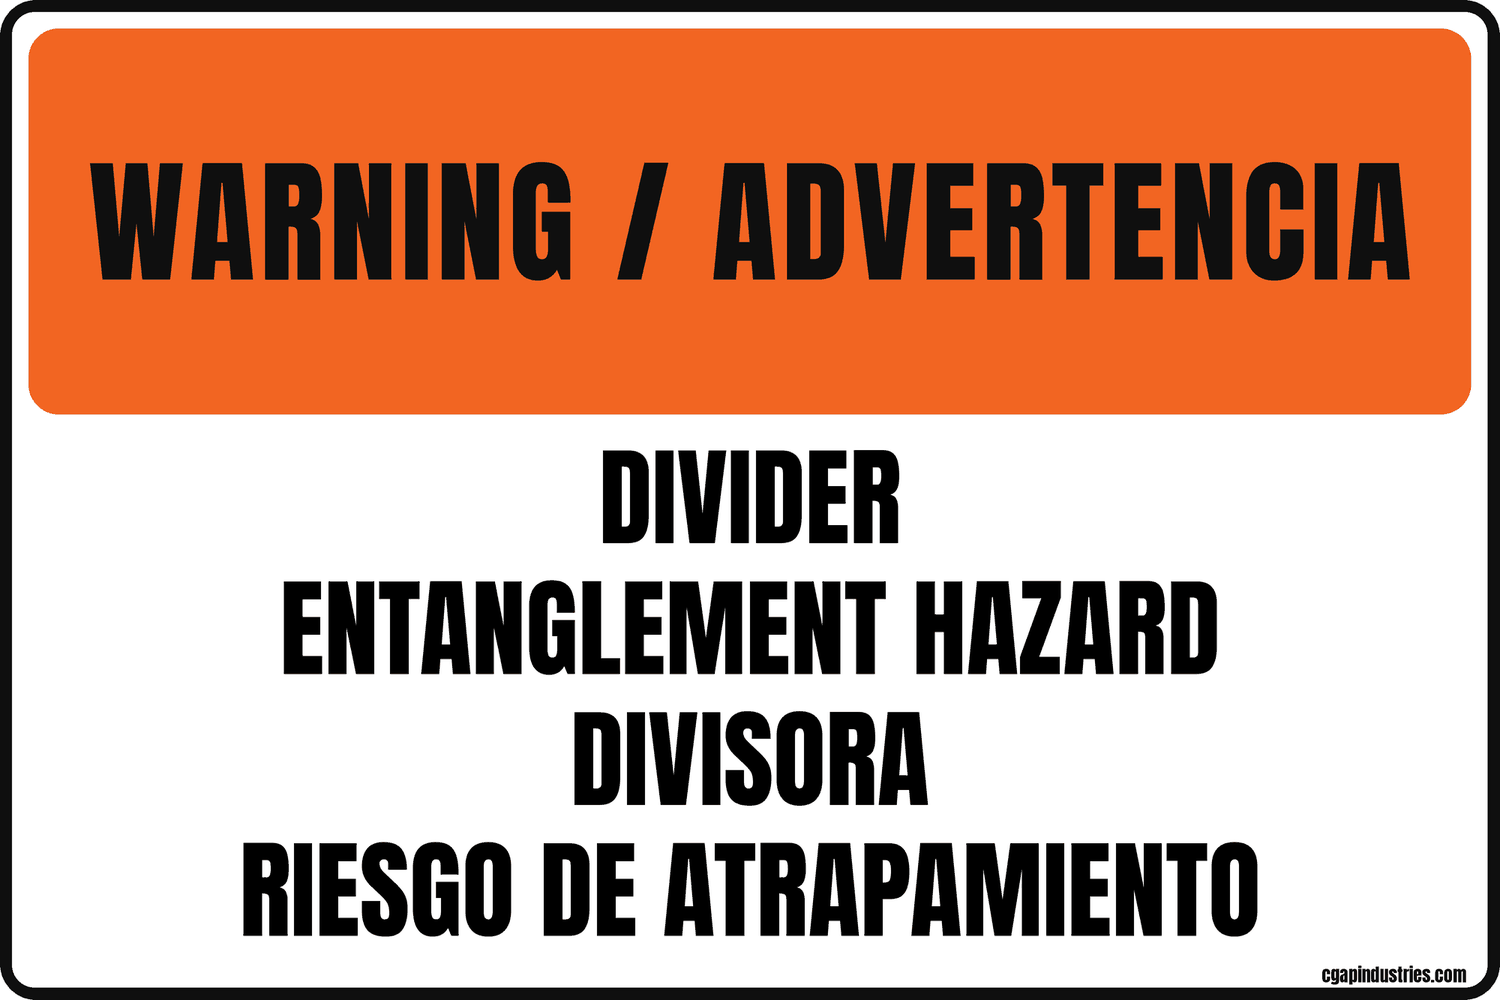 WARNING / ADVERTENCIA
DIVIDER
ENTANGLEMENT HAZARD
DIVISORA
RIESGO DE ATRAPAMIENTO
cgapindustries.com